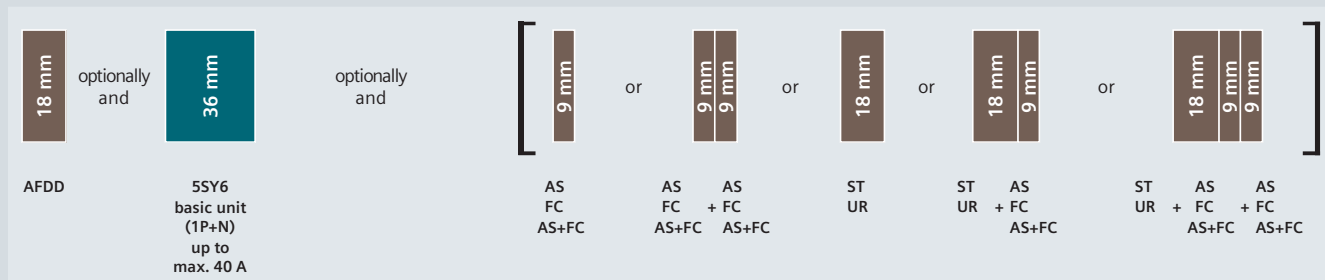 18 mm
optionally
and
36 mm
optionally
and
9 mm
or
9 mm
9 mm
or
18 mm
or
18 mm
9 mm
or
18 mm
9 mm
9 mm
AFDD
5SY6
basic unit
(1P+N)
up to
max. 40 A
AS
FC
AS+FC
AS AS
FC + FC
AS+FC AS+FC
ST
UR
ST AS
UR + FC
AS+FC
ST AS AS
UR + FC + FC
AS+FC AS+FC